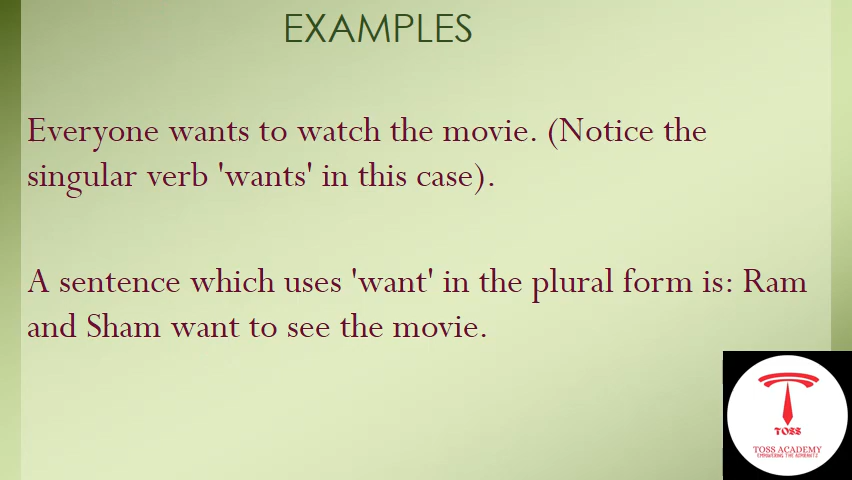 EXAMPLES
Everyone wants to watch the movie. (Notice the
singular verb 'wants' in this case).
A sentence which uses 'want' in the plural form is: Ram
and Sham want to see the movie.
TOSS
TOSS ACADEMY